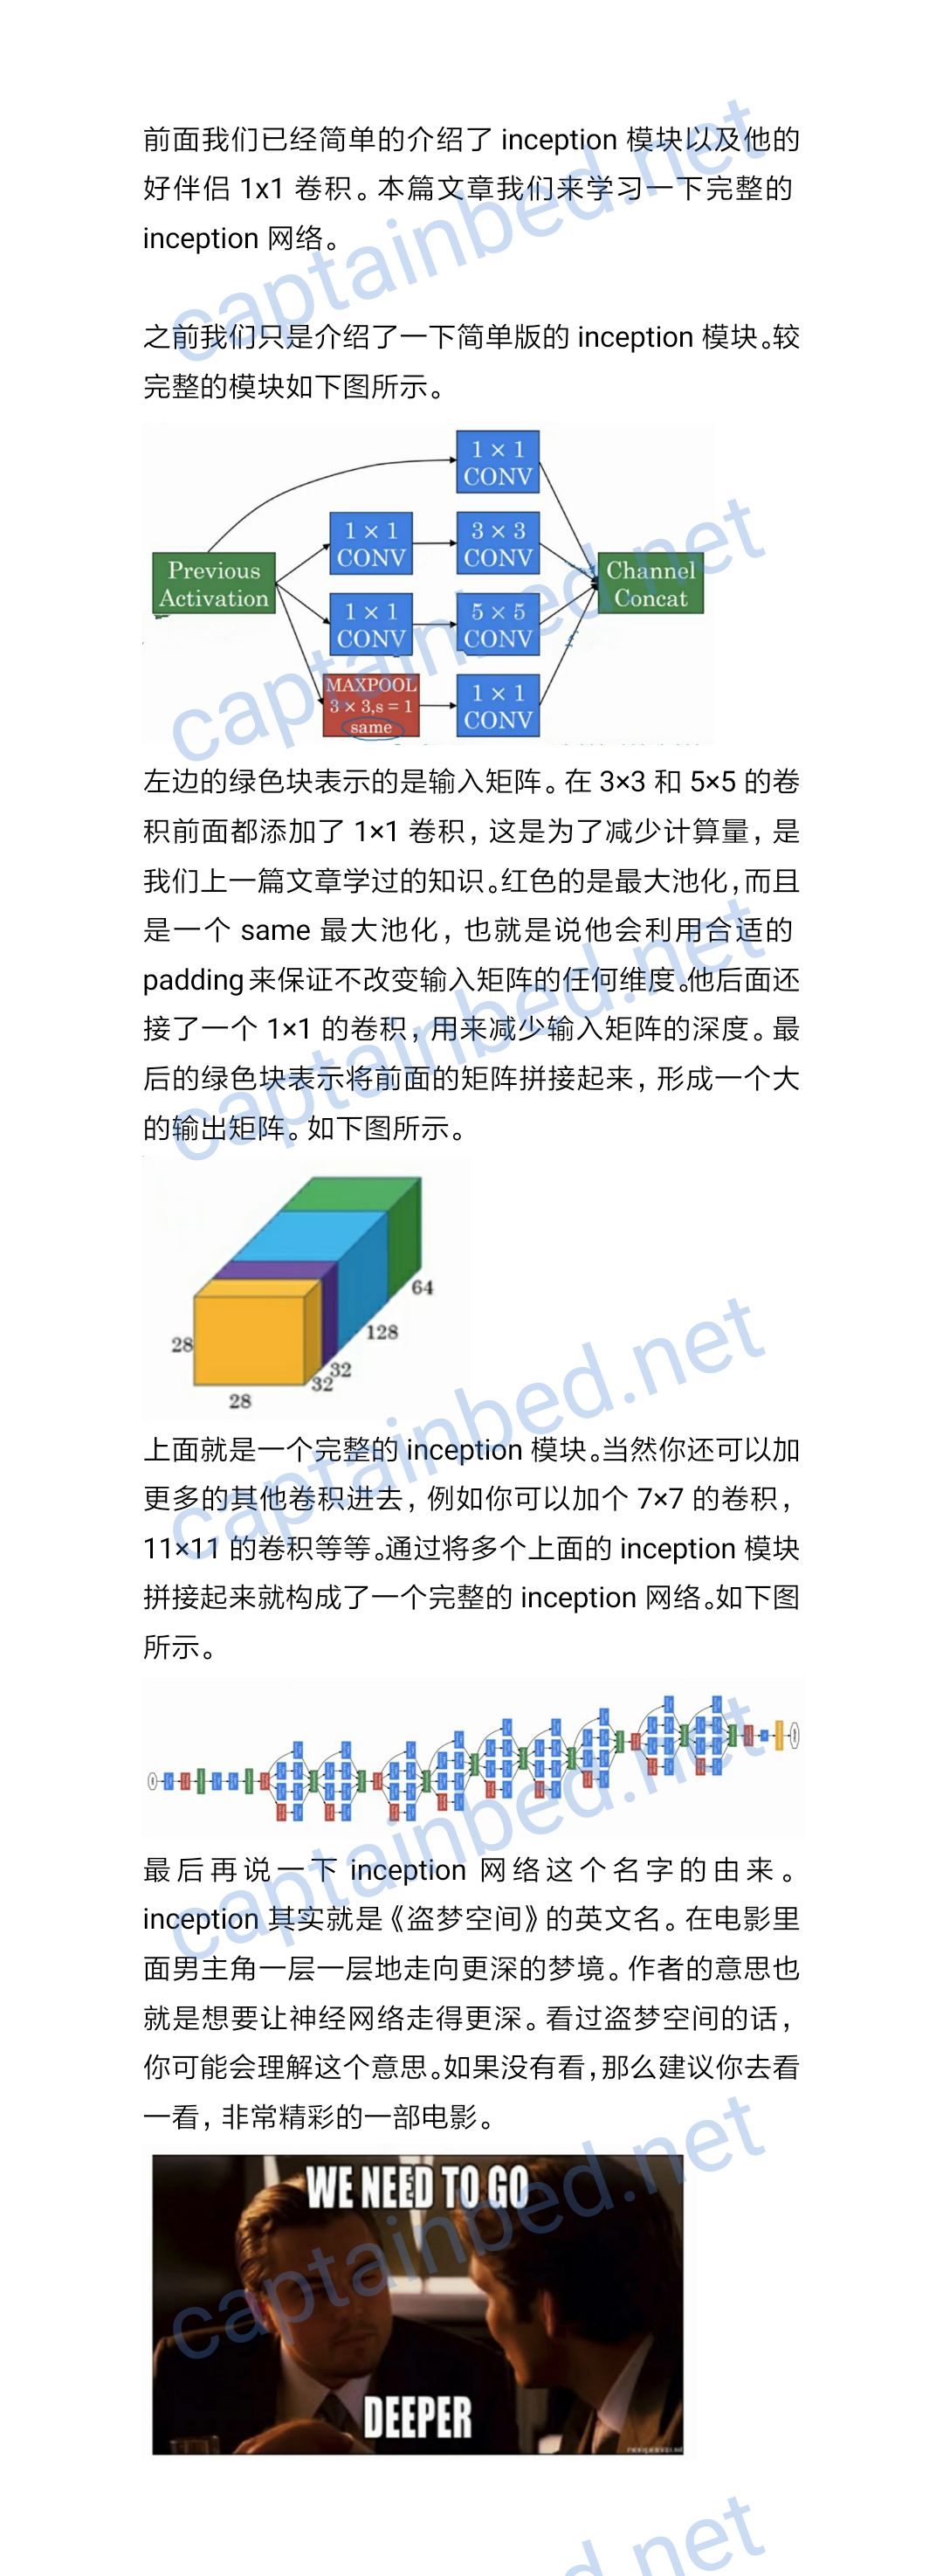 前面我们已经简单的介绍了 inception 模块以及他的
好伴侣 1x1 卷积。本篇文章我们来学习一下完整的
inception 网络。
captainbed.net
之前我们只是介绍了一下简单版的 inception 模块。较
完整的模块如下图所示。
1 × 1
CONV
1 × 1
CONV
3 × 3
CONV
Previous
Activation
Channel
Concat
1 × 1
CONV
5 × 5
CONV
MAXPOOL
3 × 3,s = 1
same
1 × 1
CONV
captainbed.net
左边的绿色块表示的是输入矩阵。在 3×3 和 5×5 的卷
积前面都添加了 1×1 卷积，这是为了减少计算量，是
我们上一篇文章学过的知识。红色的是最大池化，而且
是一个 same 最大池化，也就是说他会利用合适的
padding来保证不改变输入矩阵的任何维度。他后面还
接了一个 1×1 的卷积，用来减少输入矩阵的深度。最
后的绿色块表示将前面的矩阵拼接起来，形成一个大
的输出矩阵。如下图所示。
captainbed.net
64
128
32
32
28
28
上面就是一个完整的 inception 模块。当然你还可以加
更多的其他卷积进去，例如你可以加个 7×7 的卷积，
11×11 的卷积等等。通过将多个上面的 inception 模块
拼接起来就构成了一个完整的 inception 网络。如下图
所示。
captainbed.net
最后再说一下 inception 网络这个名字的由来。
inception 其实就是《盗梦空间》的英文名。在电影里
面男主角一层一层地走向更深的梦境。作者的意思也
就是想要让神经网络走得更深。看过盗梦空间的话，
你可能会理解这个意思。如果没有看，那么建议你去看
一看，非常精彩的一部电影。
captainbed.net
WE NEED TO GO
DEEPER
captainbed.net
d.net